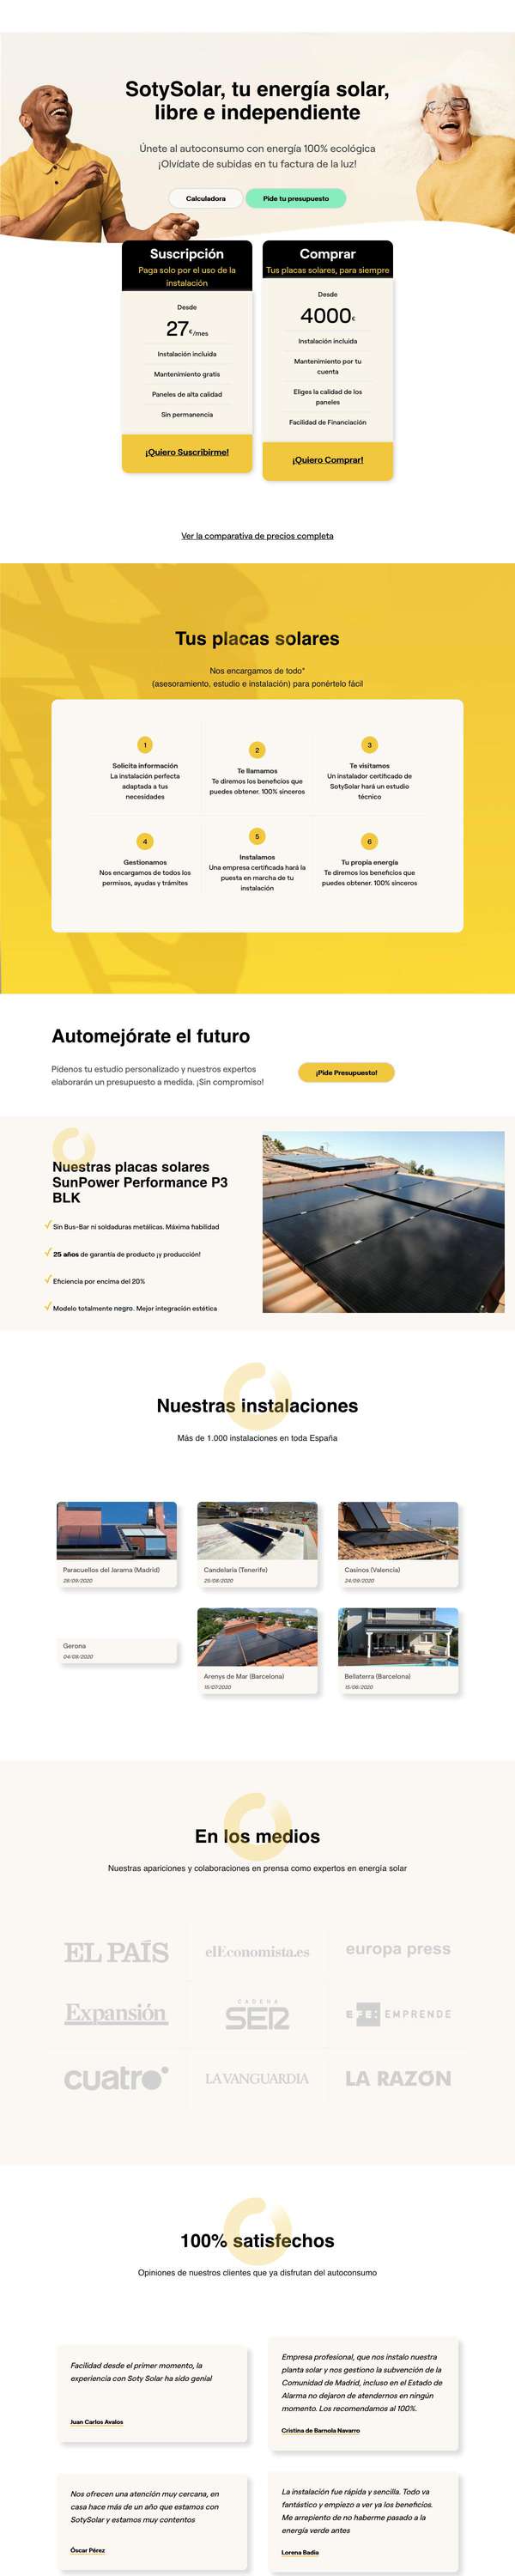 SotySolar, tu energía solar,
libre e independiente
Únete al autoconsumo con energía 100% ecológica
¡Olvídate de subidas en tu factura de la luz!
Calculadora
Pide tu presupuesto
Suscripción
Paga solo por el uso de la
instalación
Desde
27 €/mes
Instalación incluida
Mantenimiento gratis
Paneles de alta calidad
Sin permanencia
¡Quiero Suscribirme!
Comprar
Tus placas solares, para siempre
Desde
4000€
Instalación incluida
Mantenimiento por tu
cuenta
Eliges la calidad de los
paneles
Facilidad de Financiación
¡Quiero Comprar!
Ver la comparativa de precios completa
Tus placas solares
Nos encargamos de todo*
(asesoramiento, estudio e instalación) para ponértelo fácil
1
Solicita información
La instalación perfecta
adaptada a tus
necesidades
2
Te llamamos
Te diremos los beneficios que
puedes obtener. 100% sinceros
3
Te visitamos
Un instalador certificado de
SotySolar hará un estudio
técnico
4
Gestionamos
Nos encargamos de todos los
permisos, ayudas y trámites
5
Instalamos
Una empresa certificada hará la
puesta en marcha de tu
instalación
6
Tu propia energía
Te diremos los beneficios que
puedes obtener. 100% sinceros
Automejórate el futuro
Pídenos tu estudio personalizado y nuestros expertos
elaborarán un presupuesto a medida. ¡Sin compromiso!
¡Pide Presupuesto!
Nuestras placas solares
SunPower Performance P3
BLK
Sin Bus-Bar ni soldaduras metálicas. Máxima fiabilidad
25 años de garantía de producto ¡y producción!
Eficiencia por encima del 20%
Modelo totalmente negro. Mejor integración estética
Nuestras instalaciones
Más de 1.000 instalaciones en toda España
Paracuellos del Jarama (Madrid)
28/09/2020
Candelaria (Tenerife)
25/08/2020
Casinos (Valencia)
24/09/2020
Gerona
04/08/2020
Arenys de Mar (Barcelona)
15/07/2020
Bellaterra (Barcelona)
15/06/2020
En los medios
Nuestras apariciones y colaboraciones en prensa como expertos en energía solar
EL PAÍS
elEconomista.es
europa press
Expansión
CADENA
SER
EFE: EMPRENDE
cuatro
LA VANGUARDIA
LA RAZÓN
100% satisfechos
Opiniones de nuestros clientes que ya disfrutan del autoconsumo
Facilidad desde el primer momento, la
experiencia con Soty Solar ha sido genial
Juan Carlos Avalos
Empresa profesional, que nos instalo nuestra
planta solar y nos gestiono la subvención de la
Comunidad de Madrid, incluso en el Estado de
Alarma no dejaron de atendernos en ningún
momento. Los recomendamos al 100%.
Cristina de Barnola Navarro
Nos ofrecen una atención muy cercana, en
casa hace más de un año que estamos con
SotySolar y estamos muy contentos
Óscar Pérez
La instalación fue rápida y sencilla. Todo va
fantástico y empiezo a ver ya los beneficios.
Me arrepiento de no haberme pasado a la
energía verde antes
Lorena Badia